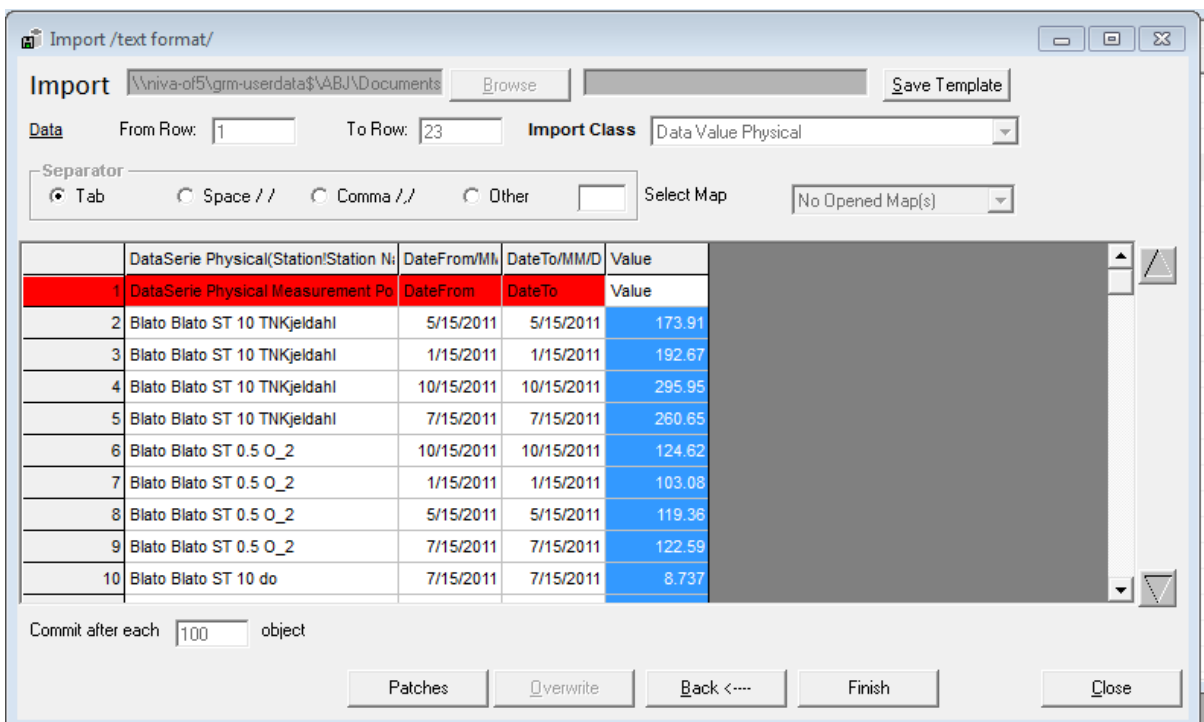 Import /text format/
Import \\niva-of5\grm-userdata$\ABJ\Documents Browse Save Template
Data From Row: 1 To Row: 23 Import Class Data Value Physical
Separator
Tab Space / / Comma /,/ Other Select Map No Opened Map(s)
DataSerie Physical(Station!Station Na DateFrom/MM DateTo/MM/D Value
1 DataSerie Physical Measurement Po DateFrom DateTo Value
2 Blato Blato ST 10 TNKjeldahl 5/15/2011 5/15/2011 173.91
3 Blato Blato ST 10 TNKjeldahl 1/15/2011 1/15/2011 192.67
4 Blato Blato ST 10 TNKjeldahl 10/15/2011 10/15/2011 295.95
5 Blato Blato ST 10 TNKjeldahl 7/15/2011 7/15/2011 260.65
6 Blato Blato ST 0.5 O_2 10/15/2011 10/15/2011 124.62
7 Blato Blato ST 0.5 O_2 1/15/2011 1/15/2011 103.08
8 Blato Blato ST 0.5 O_2 5/15/2011 5/15/2011 119.36
9 Blato Blato ST 0.5 O_2 7/15/2011 7/15/2011 122.59
10 Blato Blato ST 10 do 7/15/2011 7/15/2011 8.737
Commit after each 100 object
Patches Overwrite Back <---- Finish Close